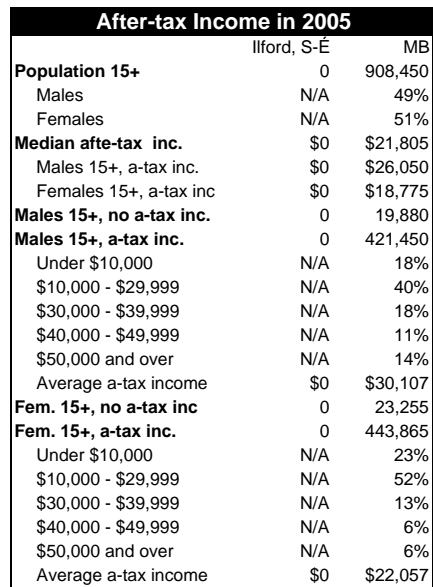 After-tax Income in 2005
Ilford, S-É MB
Population 15+ 0 908,450
Males N/A 49%
Females N/A 51%
Median afte-tax inc. $0 $21,805
Males 15+, a-tax inc. $0 $26,050
Females 15+, a-tax inc $0 $18,775
Males 15+, no a-tax inc. 0 19,880
Males 15+, a-tax inc. 0 421,450
Under $10,000 N/A 18%
$10,000 - $29,999 N/A 40%
$30,000 - $39,999 N/A 18%
$40,000 - $49,999 N/A 11%
$50,000 and over N/A 14%
Average a-tax income $0 $30,107
Fem. 15+, no a-tax inc 0 23,255
Fem. 15+, a-tax inc. 0 443,865
Under $10,000 N/A 23%
$10,000 - $29,999 N/A 52%
$30,000 - $39,999 N/A 13%
$40,000 - $49,999 N/A 6%
$50,000 and over N/A 6%
Average a-tax income $0 $22,057